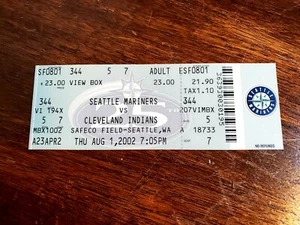 SF0801 344 5 7 ADULT ESF0801
$23.00 VIEW BOX 23.00 21.90
TAX1.10
344 SEATTLE MARINERS 344
VI 194X VS 207VIMBX
5 7 CLEVELAND INDIANS 5 7
MBX1002 SAFECO FIELD-SEATTLE,WA A 18733
A23APR2 THU AUG 1,2002 7:05PM
NO REFUNDS